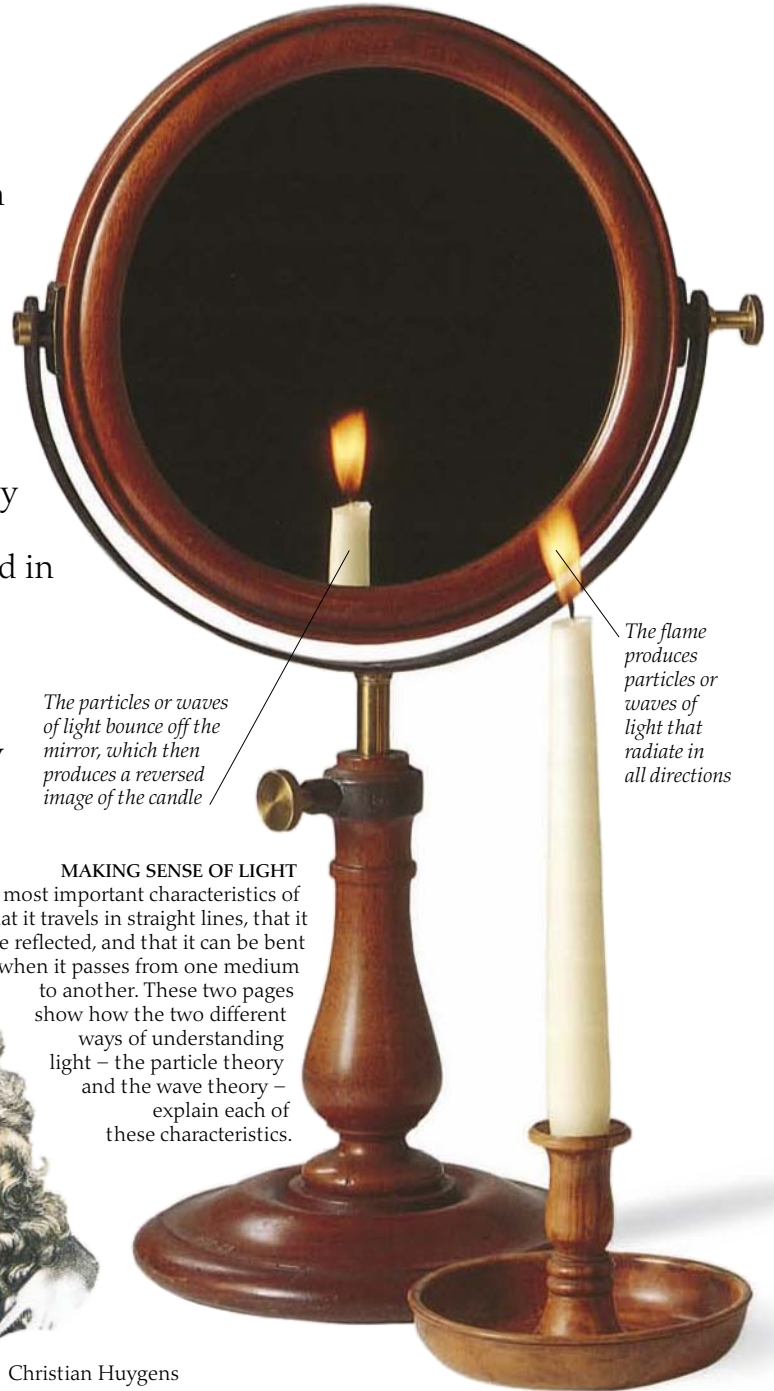 y
d in
The particles or waves
of light bounce off the
mirror, which then
produces a reversed
image of the candle
The flame
produces
particles or
waves of
light that
radiate in
all directions
MAKING SENSE OF LIGHT
most important characteristics of
at it travels in straight lines, that it
e reflected, and that it can be bent
when it passes from one medium
to another. These two pages
show how the two different
ways of understanding
light – the particle theory
and the wave theory –
explain each of
these characteristics.
Christian Huygens